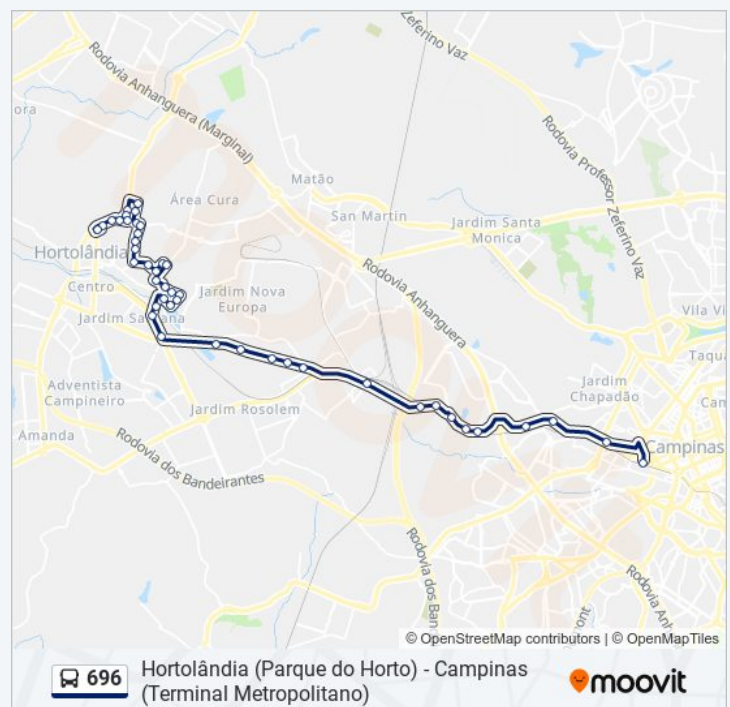 Zeferino Vaz
Rodovia Anhanguera (Marginal)
ora
Rodovia Professor Zeferino Vaz
Matão
Área Cura
San Martin
Jardim Santa
Monica
Hortolândia
Rodovia Anhanguera
Centro
Jardim Nova
Europa
Jardim Santana
Vila Vi
Taqua
Jardim
Chapadão
Adventista
Campineiro
Cam
Jardim Rosolem
Amanda
Campinas
Rodovia dos Bandeirantes
Rodovia dos Ban
Rodovia Anh
mont
© OpenStreetMap contributors | © OpenMapTiles
696
Hortolândia (Parque do Horto) - Campinas
(Terminal Metropolitano)
moovit